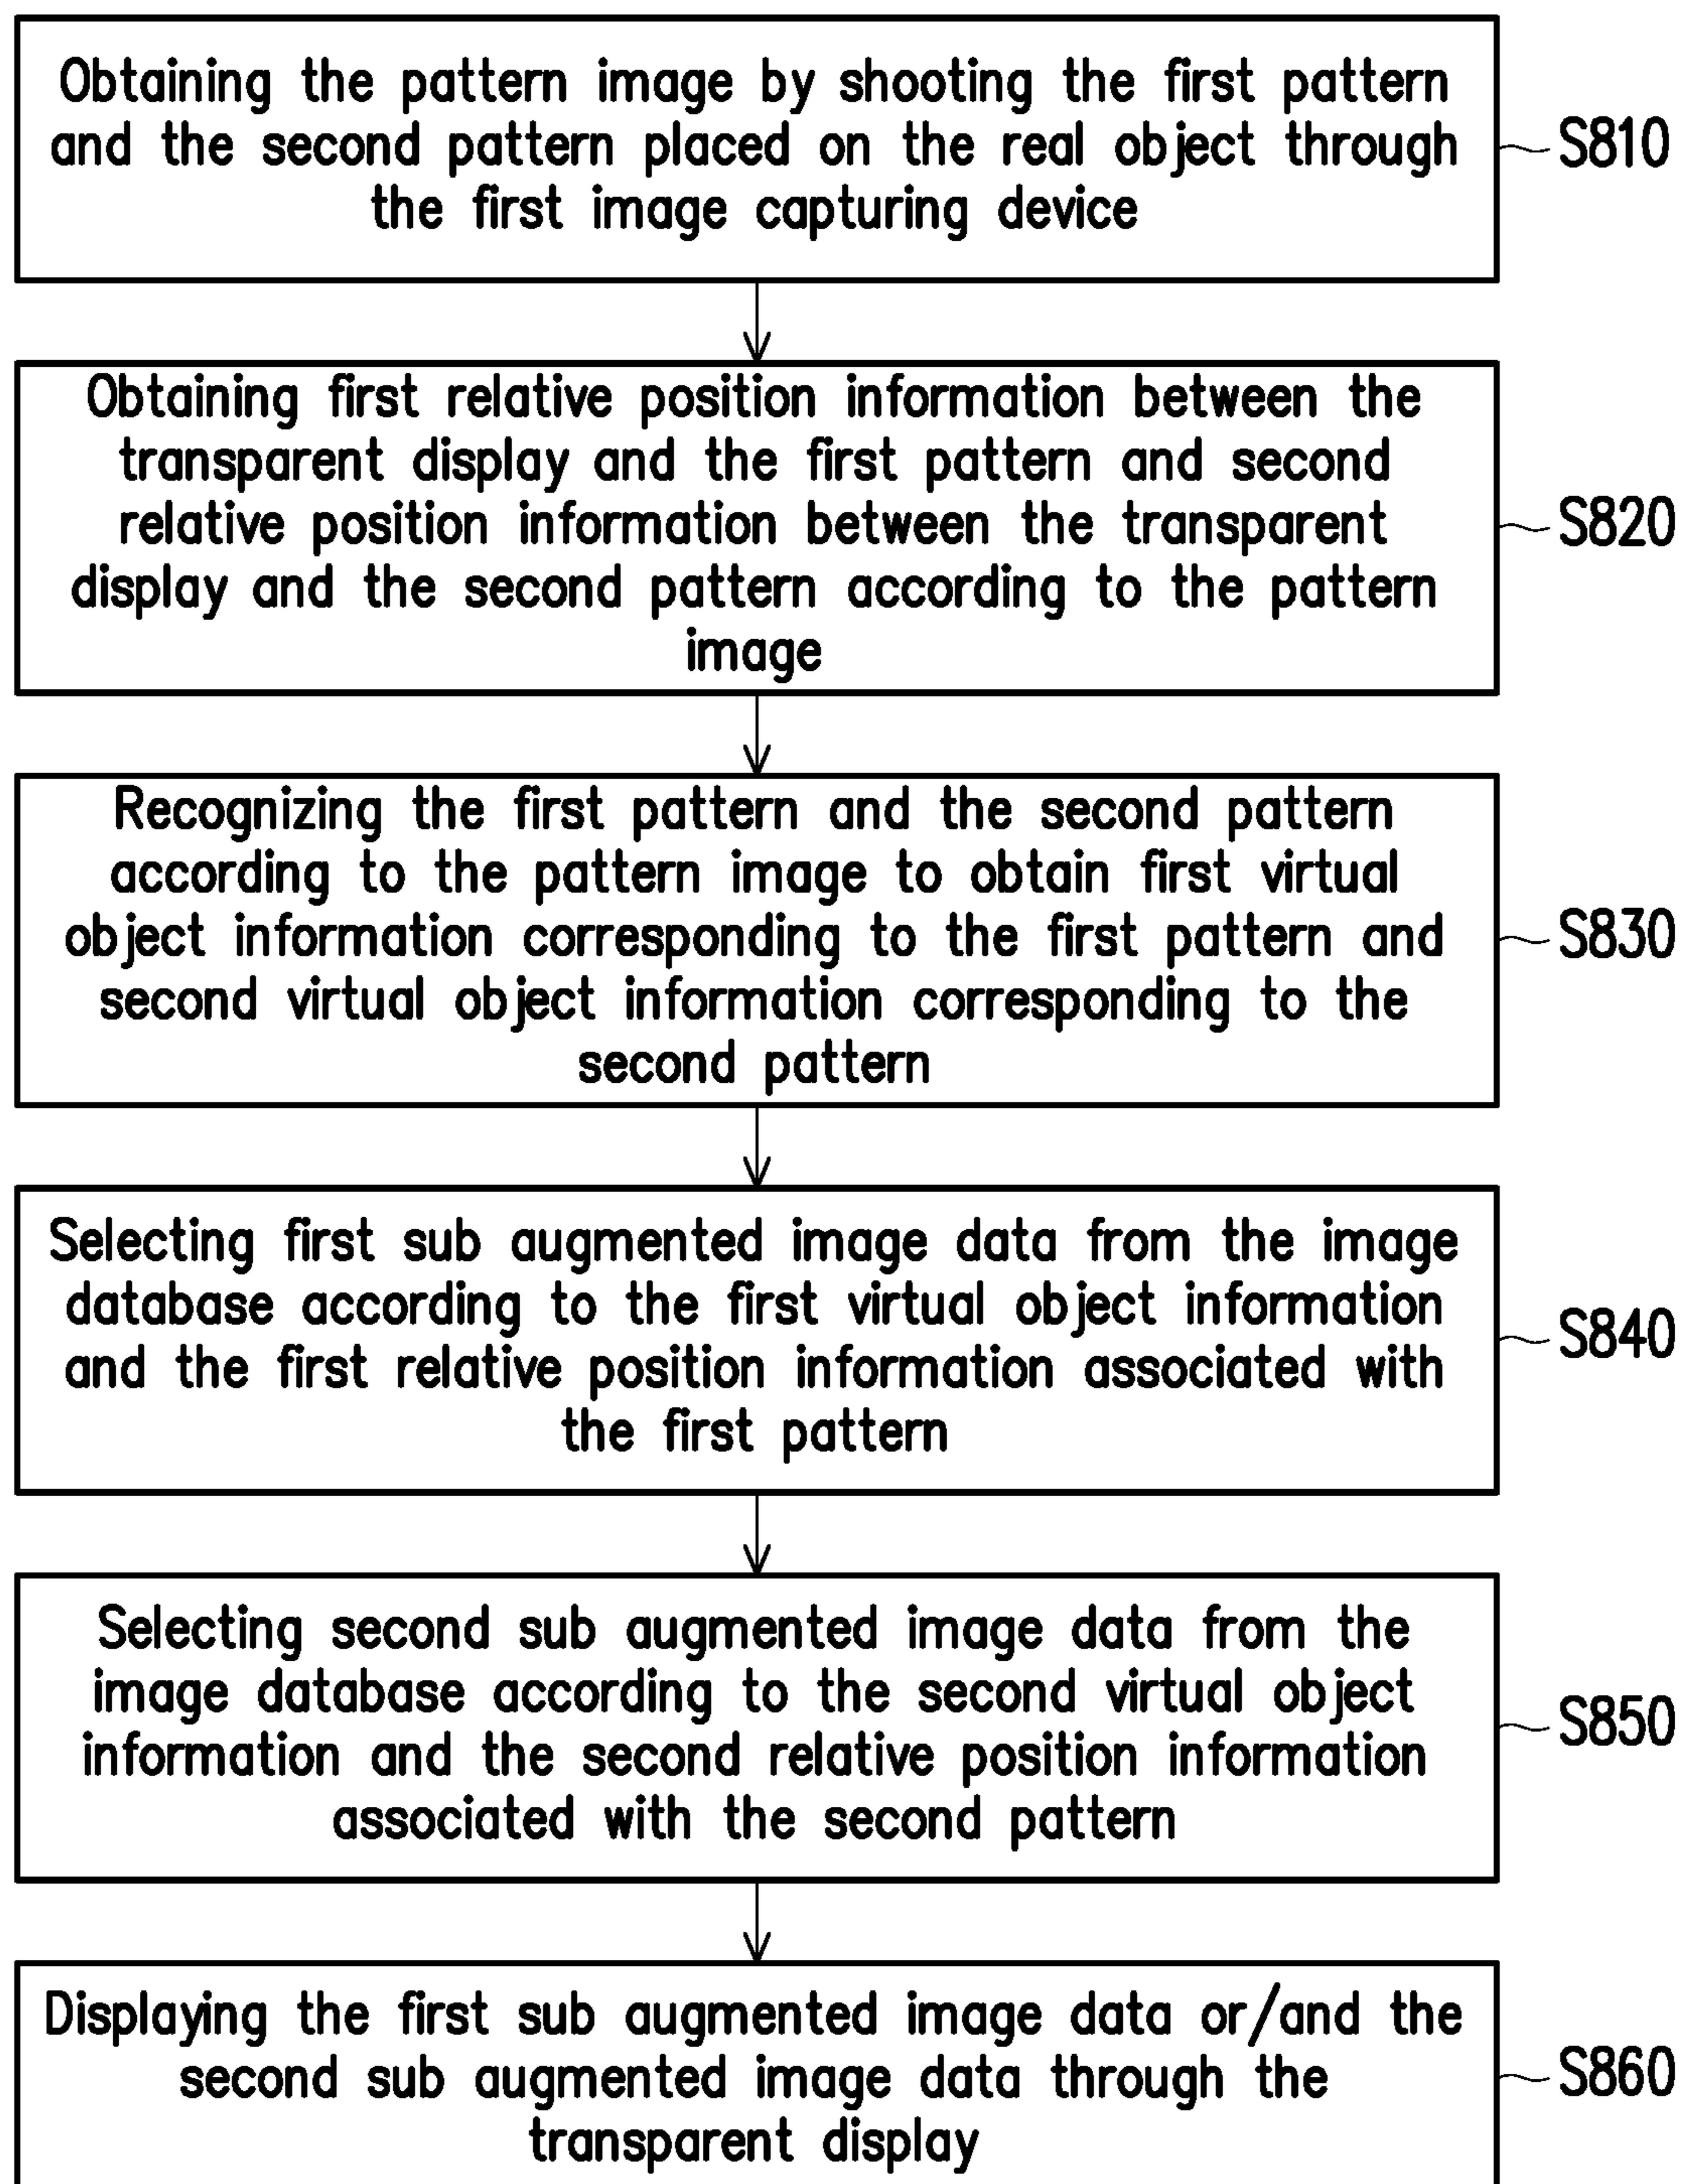 Obtaining the pattern image by shooting the first pattern
and the second pattern placed on the real object through
the first image capturing device
S810
Obtaining first relative position information between the
transparent display and the first pattern and second
relative position information between the transparent
display and the second pattern according to the pattern
image
S820
Recognizing the first pattern and the second pattern
according to the pattern image to obtain first virtual
object information corresponding to the first pattern and
second virtual object information corresponding to the
second pattern
S830
Selecting first sub augmented image data from the image
database according to the first virtual object information
and the first relative position information associated with
the first pattern
S840
Selecting second sub augmented image data from the
image database according to the second virtual object
information and the second relative position information
associated with the second pattern
S850
Displaying the first sub augmented image data or/and the
second sub augmented image data through the
transparent display
S860